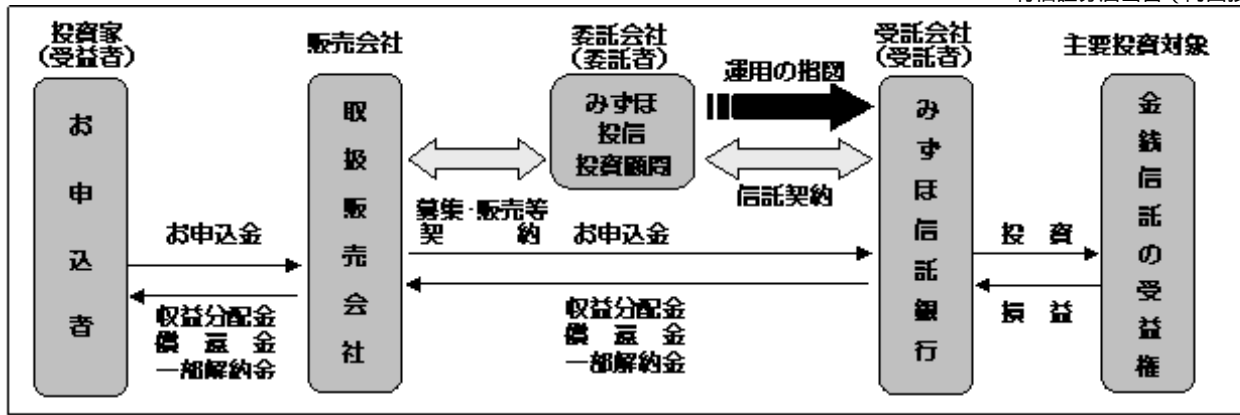 投資家
(受益者)
お申込者
販売会社
取扱販売会社
委託会社
(委託者)
みずほ
投信
投資顧問
運用の指図
受託会社
(受託者)
みずほ信託銀行
主要投資対象
金銭信託の受益権
募集・販売等
契約
信託契約
お申込金
お申込金
投資
収益分配金
償還金
一部解約金
収益分配金
償還金
一部解約金
損益